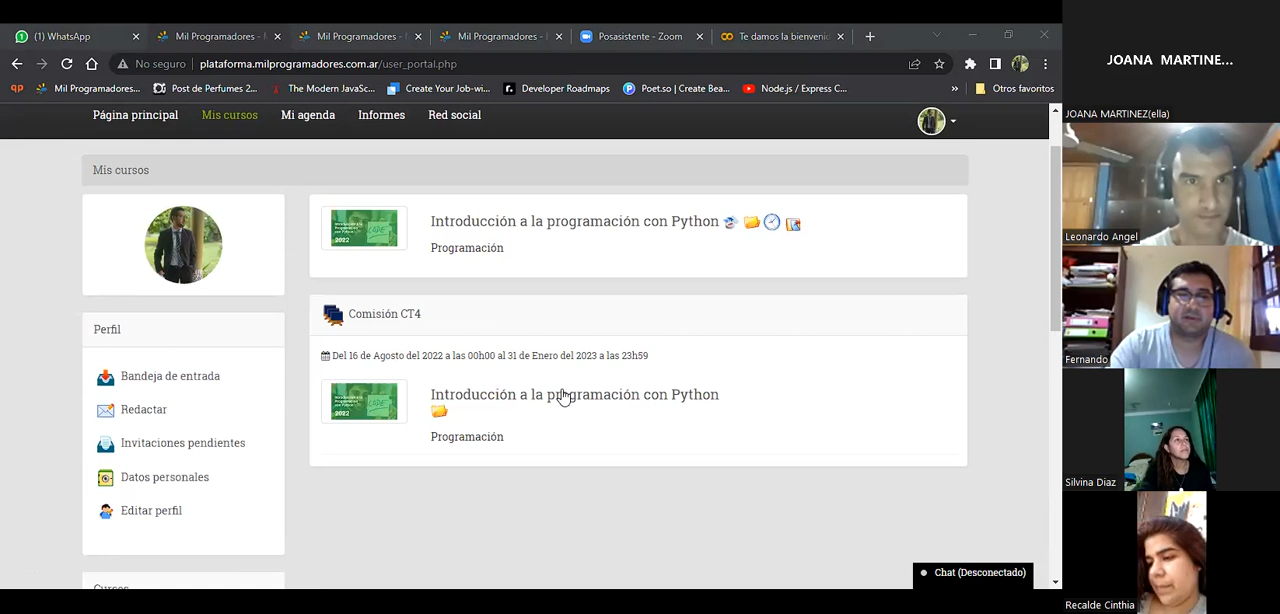 (1) WhatsApp
Mil Programadores -
Mil Programadores -
Mil Programadores -
Posasistente - Zoom
Te damos la bienveni
No seguro
plataforma.milprogramadores.com.ar/user_portal.php
qp
Mil Programadores...
Post de Perfumes 2...
The Modern JavaSc...
Create Your Job-wi...
Developer Roadmaps
Poet.so | Create Bea...
Node.js / Express C...
»
Otros favoritos
Página principal
Mis cursos
Mi agenda
Informes
Red social
Mis cursos
Introducción a la programación con Python
Programación
Comisión CT4
Del 16 de Agosto del 2022 a las 00h00 al 31 de Enero del 2023 a las 23h59
Introducción a la programación con Python
Programación
Perfil
Bandeja de entrada
Redactar
Invitaciones pendientes
Datos personales
Editar perfil
Cursos
Chat (Desconectado)
JOANA MARTINE...
JOANA MARTINEZ(ella)
Leonardo Angel
Fernando
Silvina Diaz
Recalde Cinthia